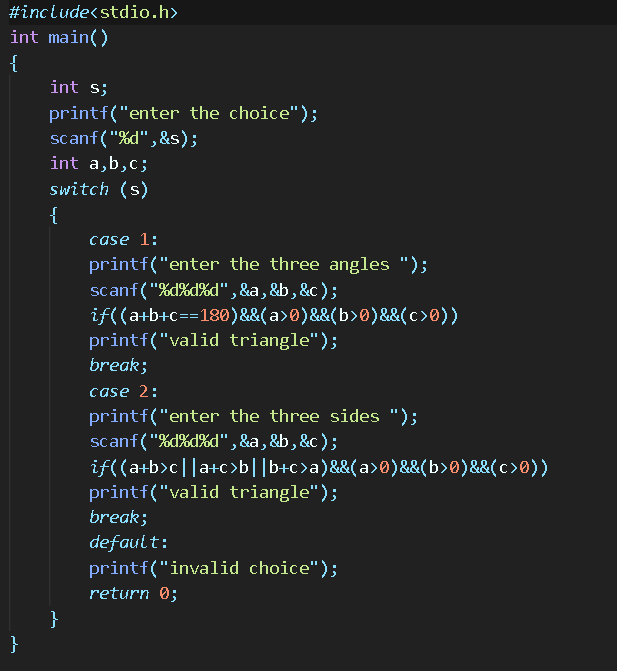 #include<stdio.h>
int main()
{
    int s;
    printf("enter the choice");
    scanf("%d",&s);
    int a,b,c;
    switch (s)
    {
        case 1:
        printf("enter the three angles ");
        scanf("%d%d%d",&a,&b,&c);
        if((a+b+c==180)&&(a>0)&&(b>0)&&(c>0))
        printf("valid triangle");
        break;
        case 2:
        printf("enter the three sides ");
        scanf("%d%d%d",&a,&b,&c);
        if((a+b>c||a+c>b||b+c>a)&&(a>0)&&(b>0)&&(c>0))
        printf("valid triangle");
        break;
        default:
        printf("invalid choice");
        return 0;
    }
}